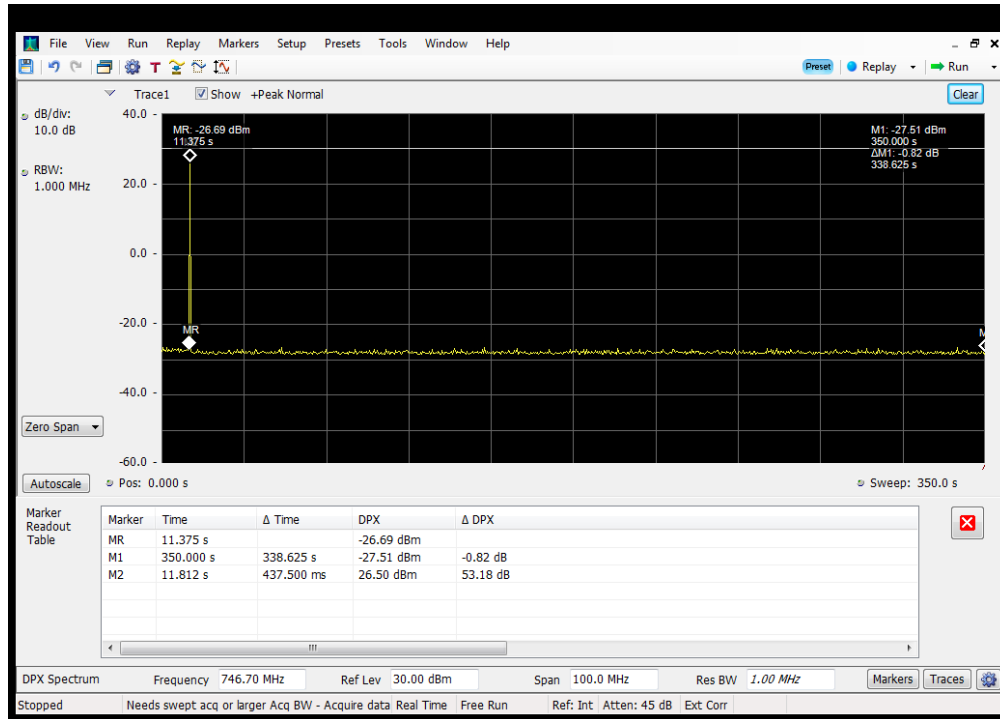 File View Run Replay Markers Setup Presets Tools Window Help
T Preset Replay Run
Trace1 Show +Peak Normal Clear
dB/div:
10.0 dB
RBW:
1.000 MHz
40.0
20.0
0.0
-20.0
-40.0
-60.0
MR: -26.69 dBm
11.375 s
M1: -27.51 dBm
350.000 s
ΔM1: -0.82 dB
338.625 s
MR
Zero Span
Autoscale Pos: 0.000 s Sweep: 350.0 s
Marker
Readout
Table
Marker Time Δ Time DPX Δ DPX
MR 11.375 s -26.69 dBm
M1 350.000 s 338.625 s -27.51 dBm -0.82 dB
M2 11.812 s 437.500 ms 26.50 dBm 53.18 dB
DPX Spectrum Frequency 746.70 MHz Ref Lev 30.00 dBm Span 100.0 MHz Res BW 1.00 MHz Markers Traces
Stopped Needs swept acq or larger Acq BW - Acquire data Real Time Free Run Ref: Int Atten: 45 dB Ext Corr